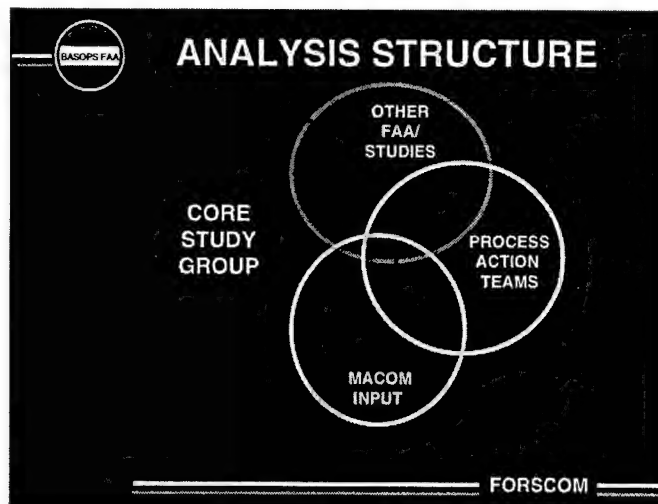 BASOPS FAA
ANALYSIS STRUCTURE
OTHER
FAA/
STUDIES
CORE
STUDY
GROUP
PROCESS
ACTION
TEAMS
MACOM
INPUT
FORSCOM